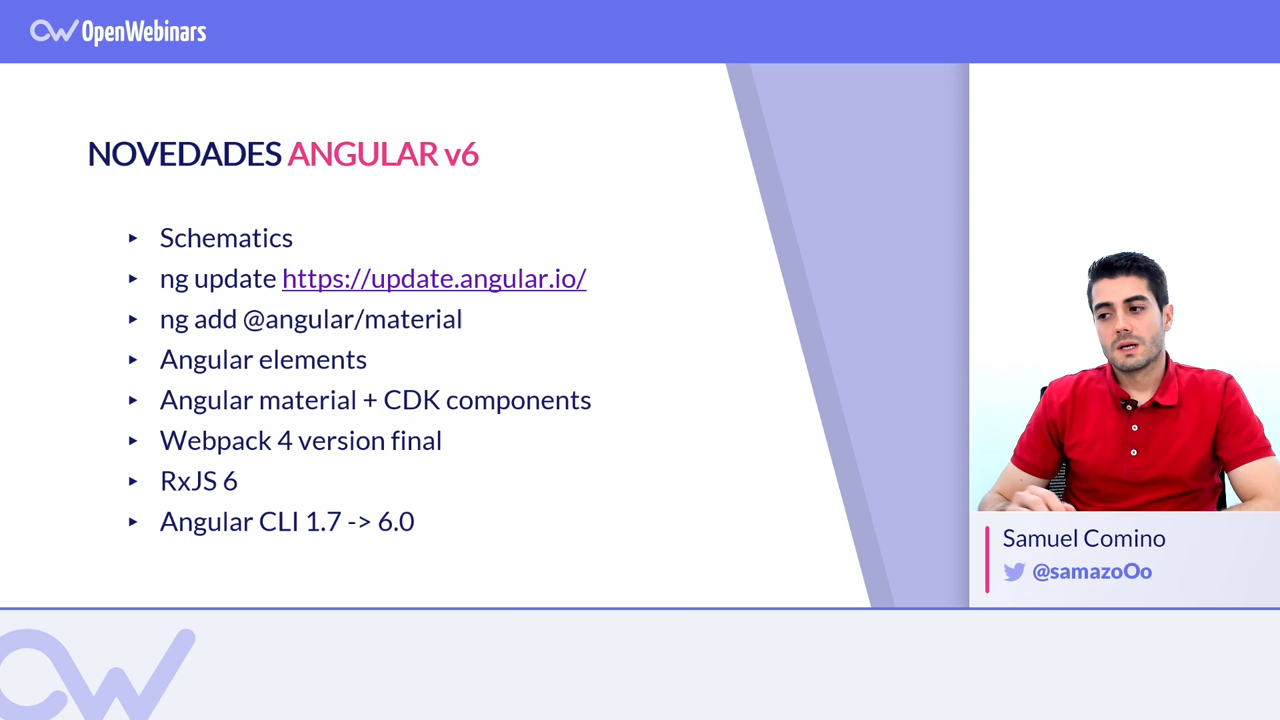 OpenWebinars
NOVEDADES ANGULAR v6
Schematics
ng update https://update.angular.io/
ng add @angular/material
Angular elements
Angular material + CDK components
Webpack 4 version final
RxJS 6
Angular CLI 1.7 -> 6.0
Samuel Comino
@samazoOo